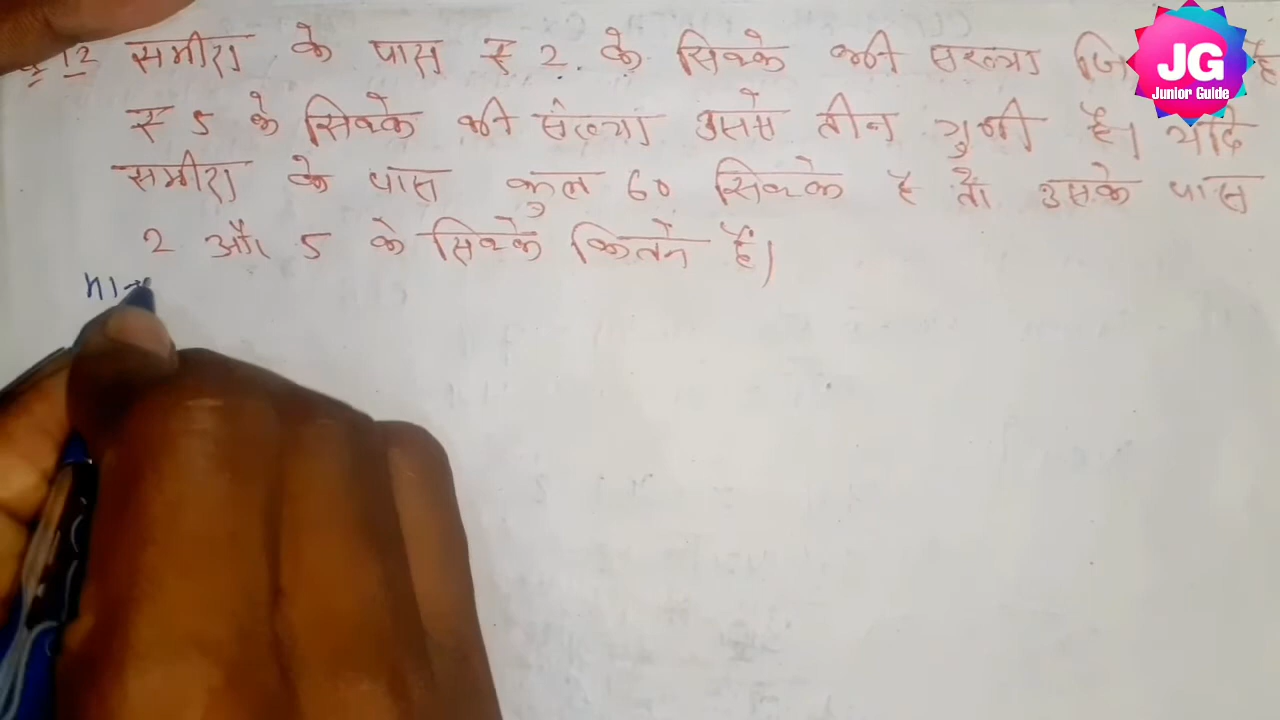 12 समीरा के पास ₹ 2 के सिक्के की संख्या है
₹ 5 के सिक्के की संख्या उससे तीन गुनी है। यदि
समीरा के पास कुल 60 सिक्के है तो उसके पास
2 और 5 के सिक्के कितने हैं।
JG
Junior Guide